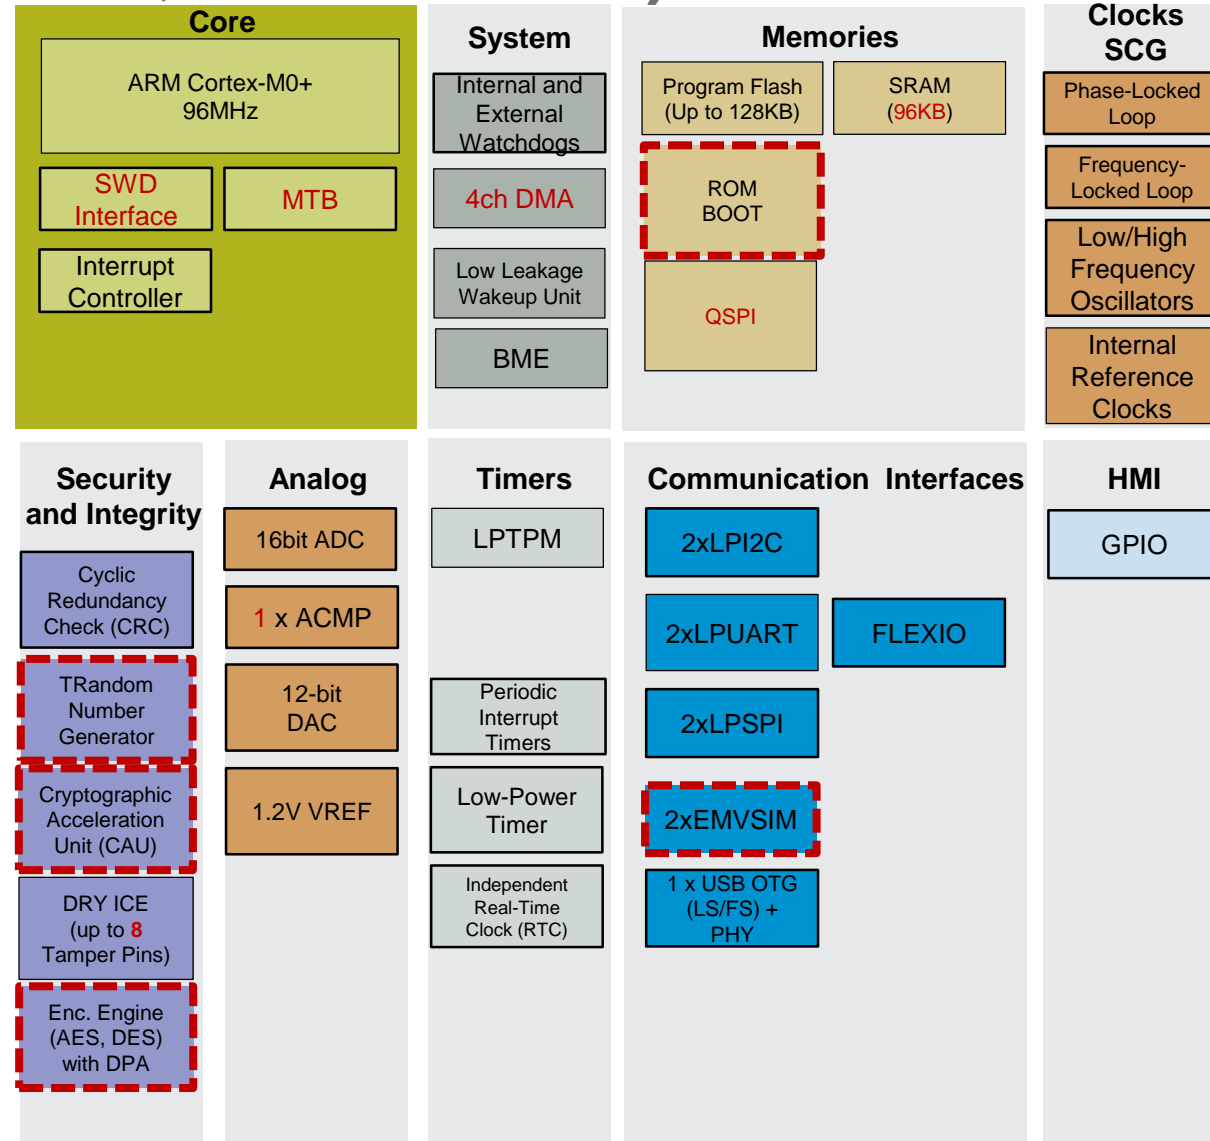 Core
ARM Cortex-M0+
96MHz
SWD
Interface
MTB
Interrupt
Controller
System
Internal and
External
Watchdogs
4ch DMA
Low Leakage
Wakeup Unit
BME
Memories
Program Flash
(Up to 128KB)
SRAM
(96KB)
ROM
BOOT
QSPI
Clocks
SCG
Phase-Locked
Loop
Frequency-
Locked Loop
Low/High
Frequency
Oscillators
Internal
Reference
Clocks
Security
and Integrity
Cyclic
Redundancy
Check (CRC)
TRandom
Number
Generator
Cryptographic
Acceleration
Unit (CAU)
DRY ICE
(up to 8
Tamper Pins)
Enc. Engine
(AES, DES)
with DPA
Analog
16bit ADC
1 x ACMP
12-bit
DAC
1.2V VREF
Timers
LPTPM
Periodic
Interrupt
Timers
Low-Power
Timer
Independent
Real-Time
Clock (RTC)
Communication Interfaces
2xLPI2C
2xLPUART
FLEXIO
2xLPSPI
2xEMVSIM
1 x USB OTG
(LS/FS) +
PHY
HMI
GPIO